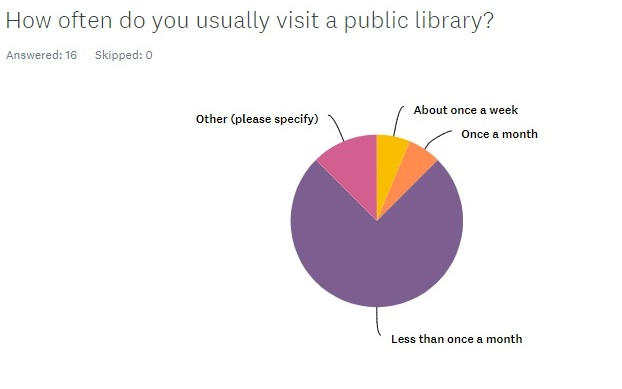 How often do you usually visit a public library?
Answered: 16 Skipped: 0
About once a week
Other (please specify)
Once a month
Less than once a month